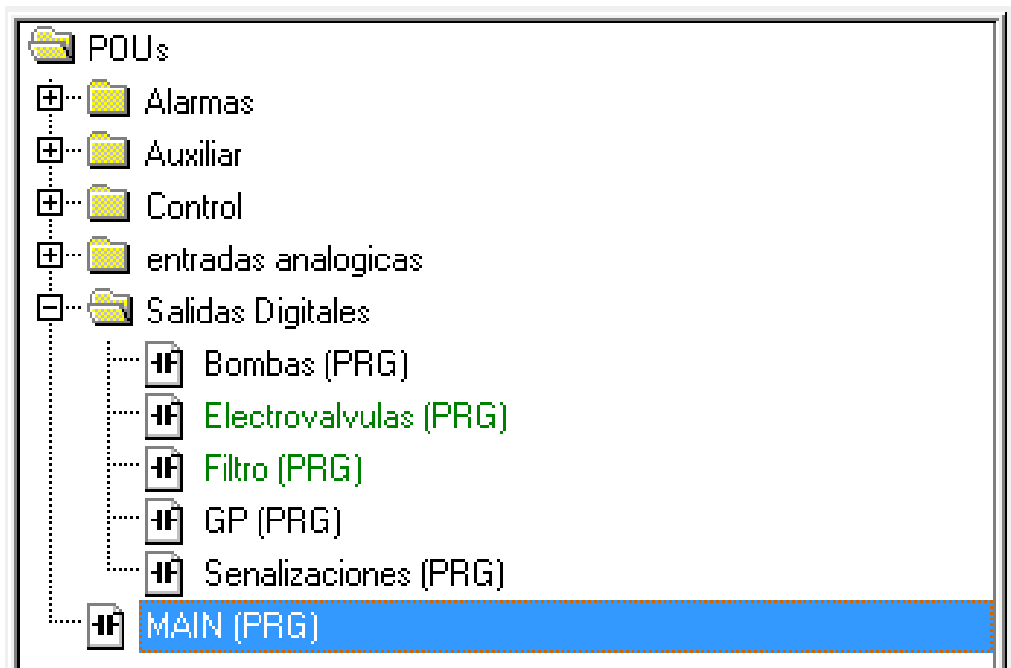 POUs
Alarmas
Auxiliar
Control
entradas analogicas
Salidas Digitales
Bombas (PRG)
Electrovalvulas (PRG)
Filtro (PRG)
GP (PRG)
Senalizaciones (PRG)
MAIN (PRG)